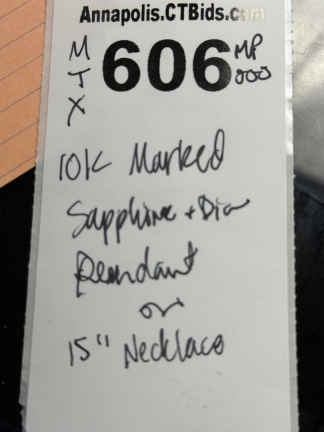 Annapolis.CTBids.com
M
J
X
606
MP
000
10K Marked
Sapphire + Dia
Pendant
on
15" Necklace